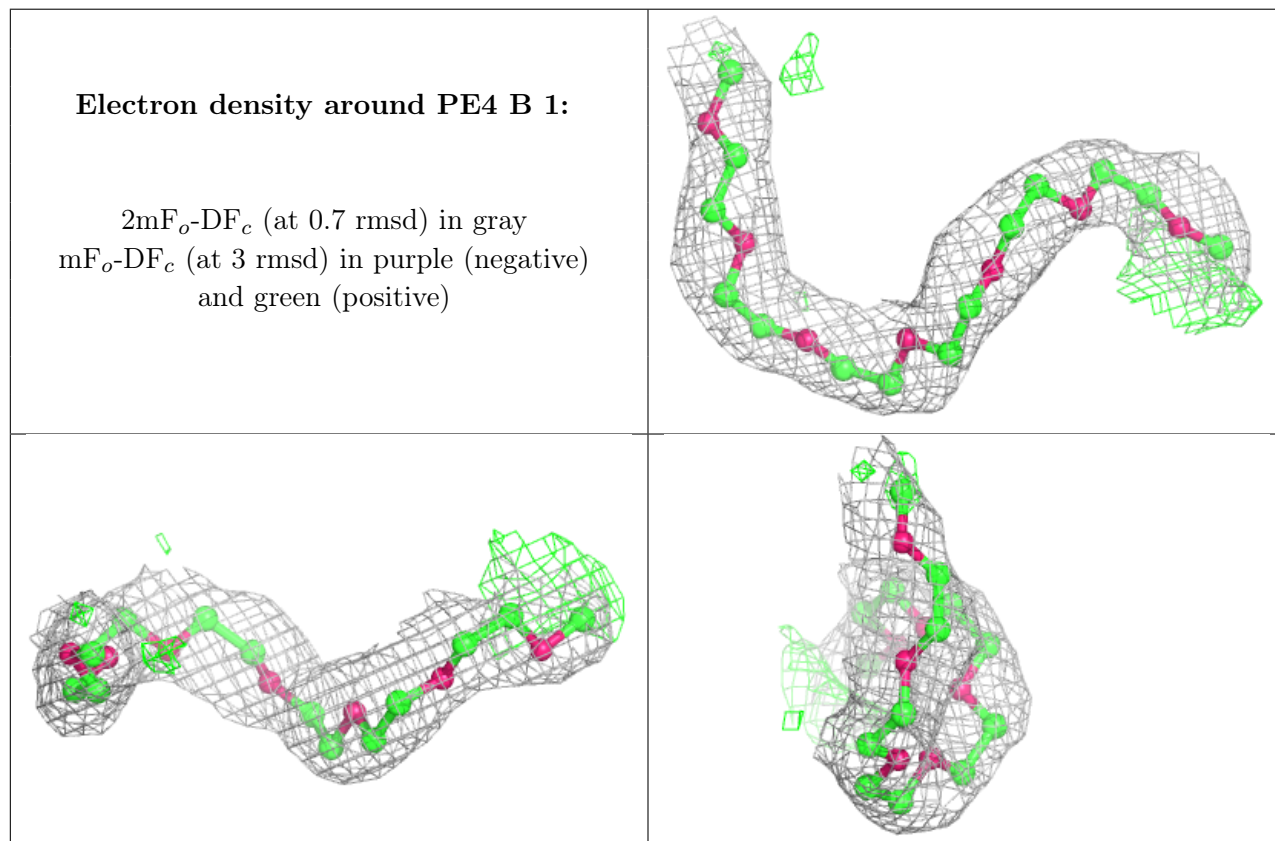 Electron density around PE4 B 1:
2mFₒ-DF𝑐 (at 0.7 rmsd) in gray
mFₒ-DF𝑐 (at 3 rmsd) in purple (negative)
and green (positive)